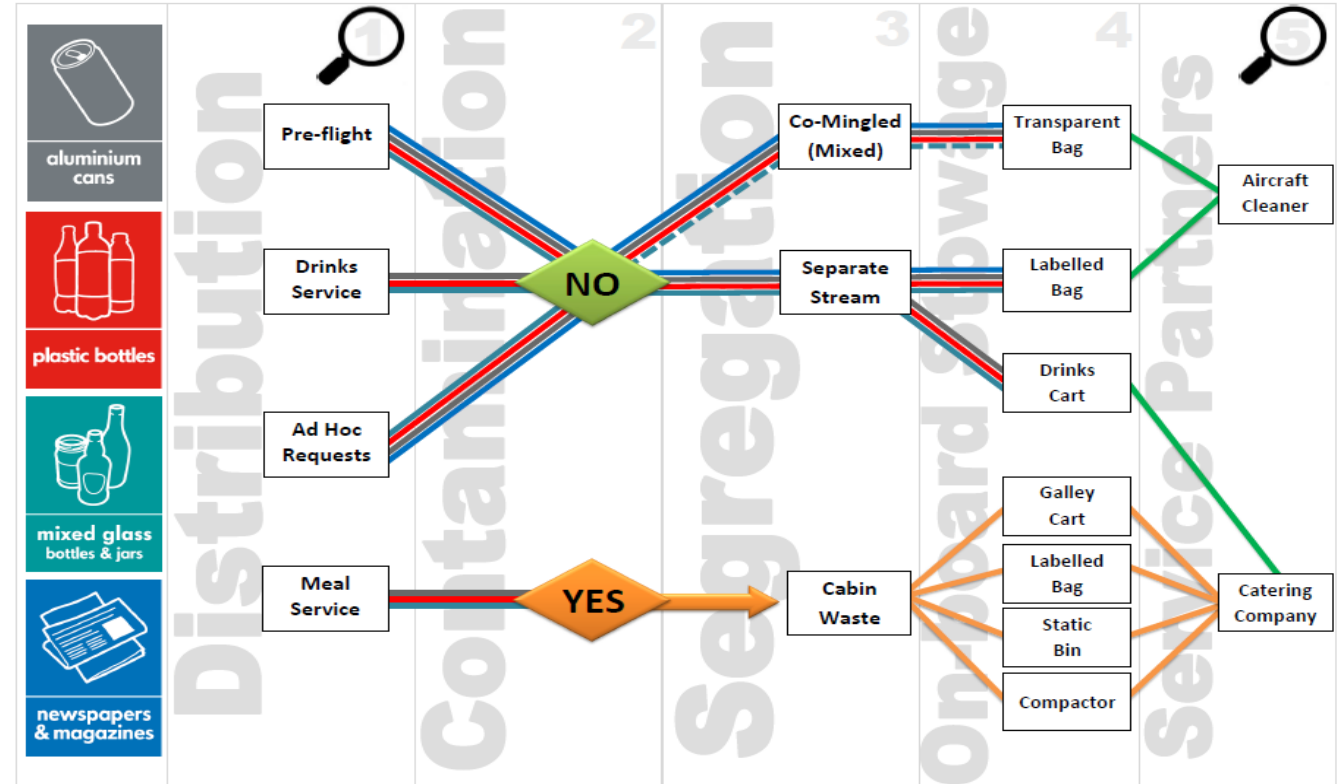 aluminium
cans
plastic bottles
mixed glass
bottles & jars
newspapers
& magazines
Distribution
1
Pre-flight
Drinks
Service
Ad Hoc
Requests
Meal
Service
Contamination
2
NO
YES
Segregation
3
Co-Mingled
(Mixed)
Separate
Stream
Cabin
Waste
On-board Stowage
4
Transparent
Bag
Labelled
Bag
Drinks
Cart
Galley
Cart
Labelled
Bag
Static
Bin
Compactor
Service Partners
5
Aircraft
Cleaner
Catering
Company